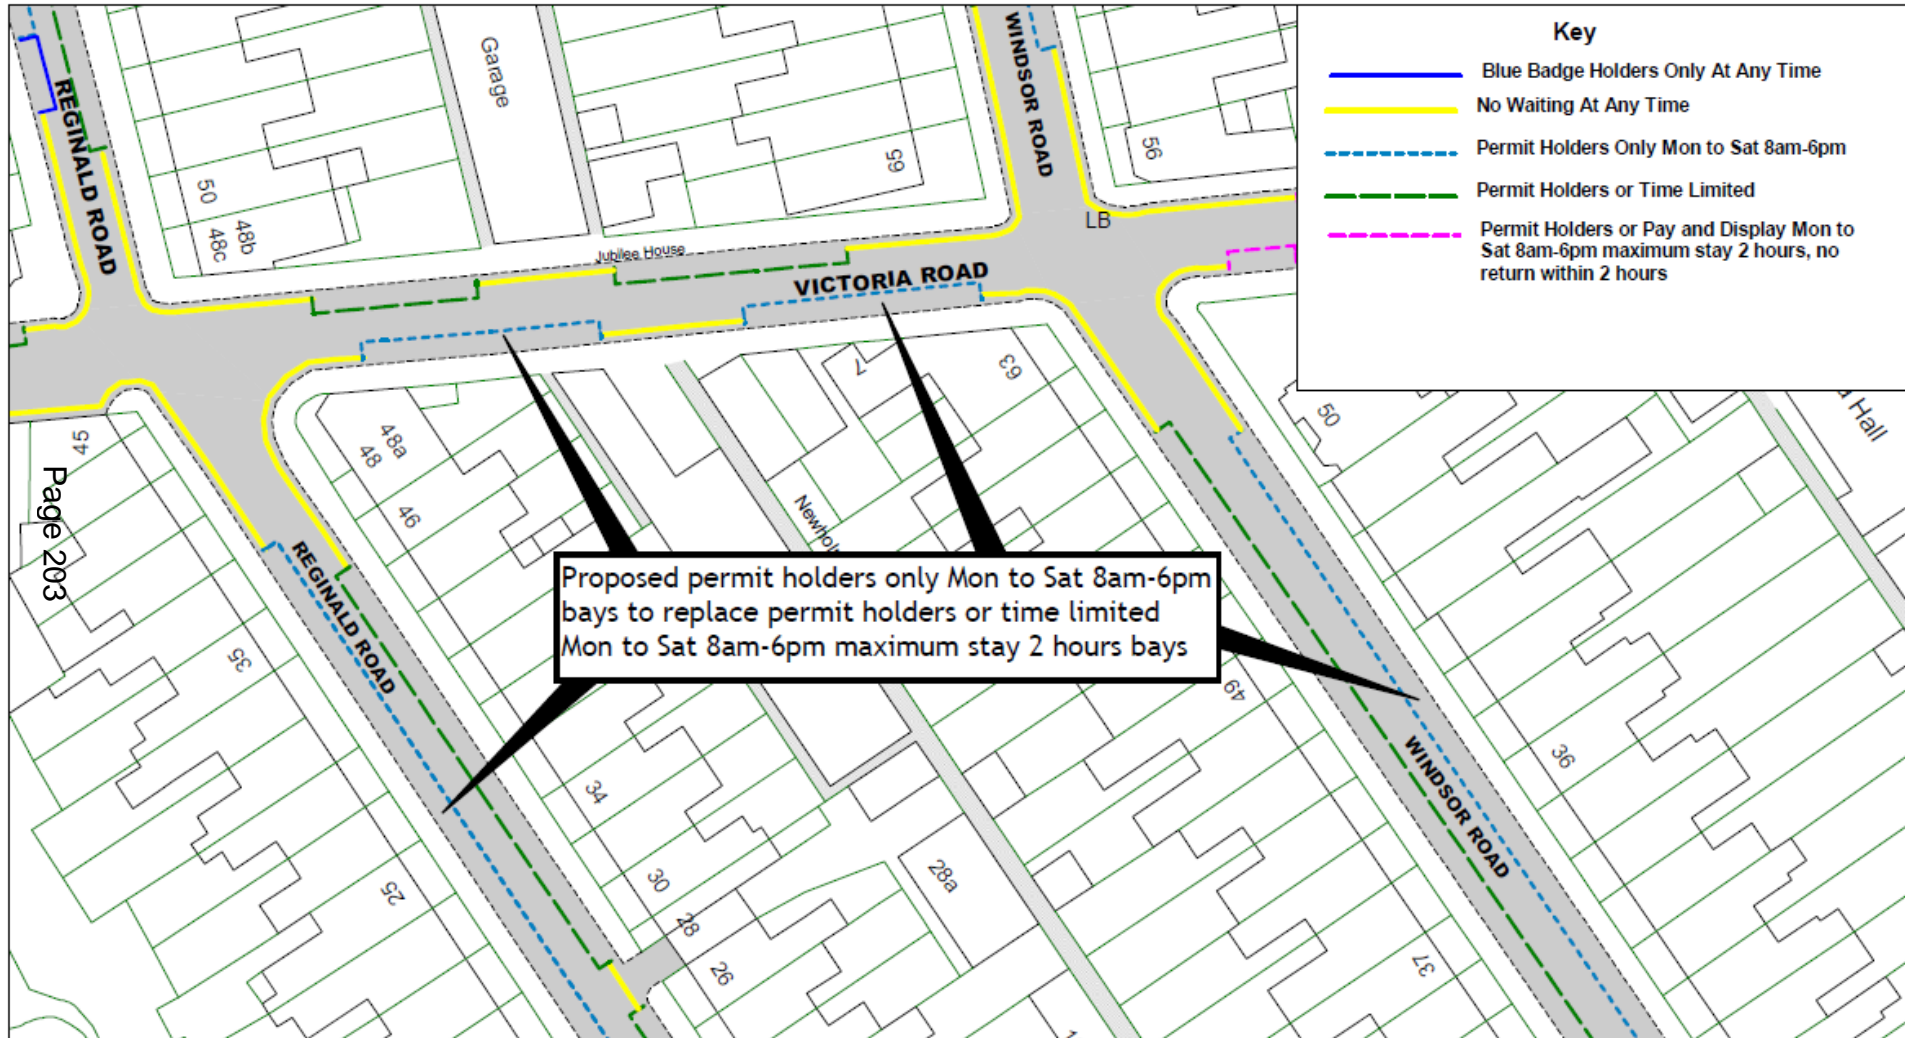 Key
Blue Badge Holders Only At Any Time
No Waiting At Any Time
Permit Holders Only Mon to Sat 8am-6pm
Permit Holders or Time Limited
Permit Holders or Pay and Display Mon to
Sat 8am-6pm maximum stay 2 hours, no
return within 2 hours
REGINALD ROAD
Garage
WINDSOR ROAD
65
56
50
48b
48c
LB
Jubilee House
VICTORIA ROAD
7
63
50
Hall
45
48a
48
46
Page 203
REGINALD ROAD
Proposed permit holders only Mon to Sat 8am-6pm
bays to replace permit holders or time limited
Mon to Sat 8am-6pm maximum stay 2 hours bays
35
49
36
WINDSOR ROAD
34
30
28
26
28a
25
37